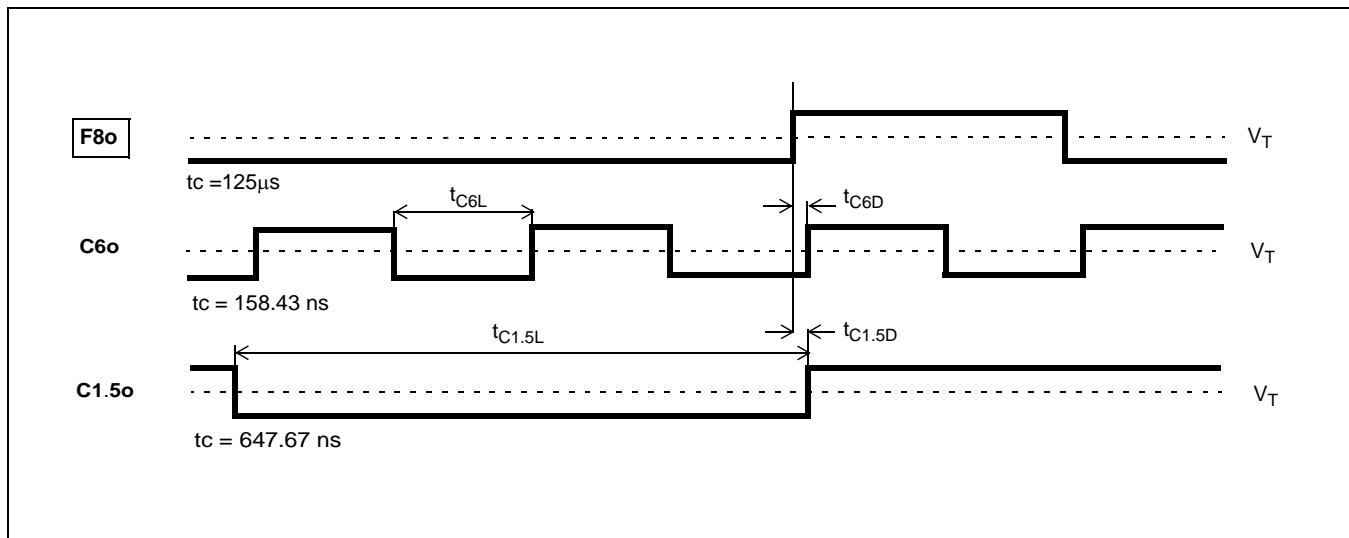 F8o
V_T
tc =125μs
t_C6L
t_C6D
C6o
V_T
tc = 158.43 ns
t_C1.5L
t_C1.5D
C1.5o
V_T
tc = 647.67 ns